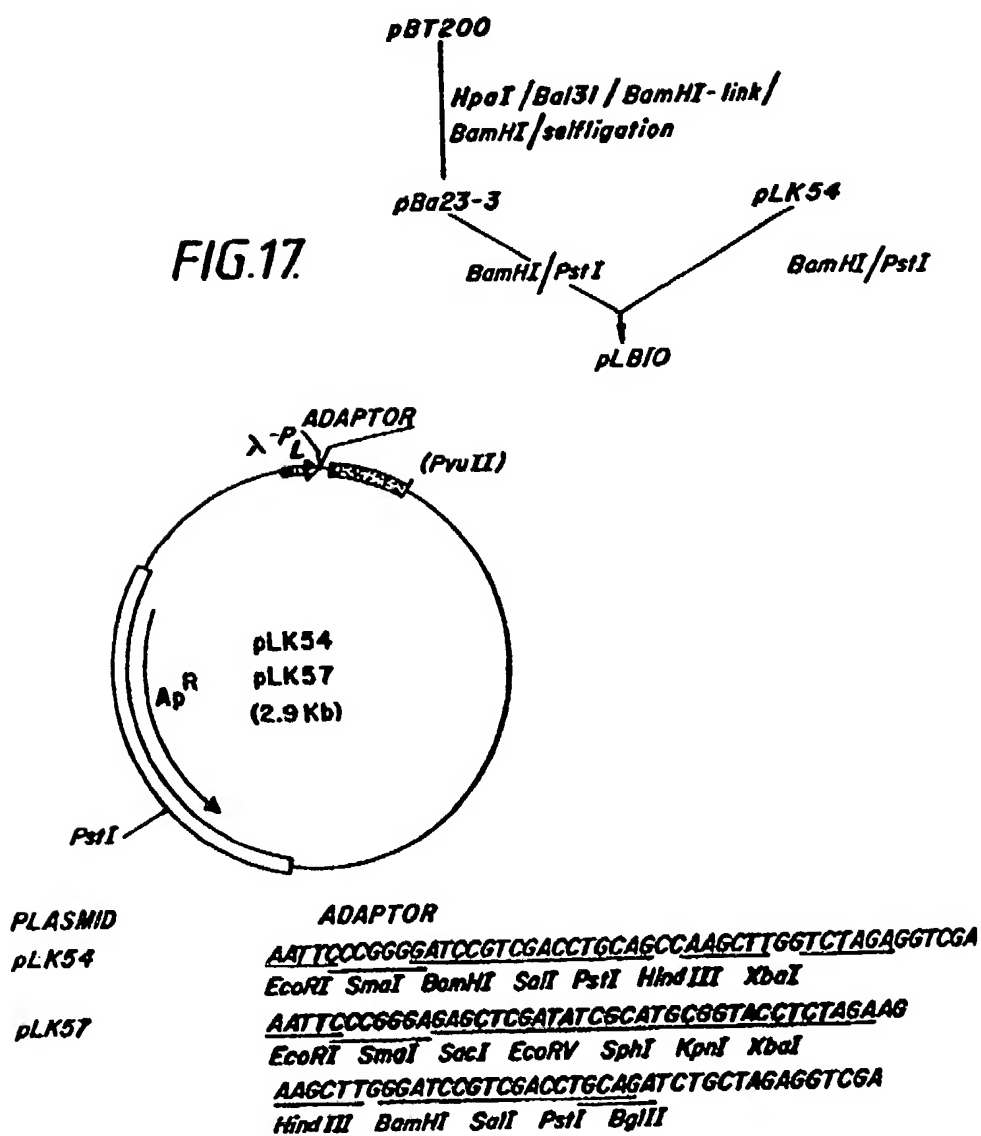 pBT200
HpaI/Bal31/BamHI-link/
BamHI/selfligation
pBa23-3
pLK54
FIG.17.
BamHI/PstI
BamHI/PstI
pLB10
λ-PL
ADAPTOR
(PvuII)
pLK54
pLK57
(2.9 Kb)
ApR
PstI
PLASMID ADAPTOR
pLK54 AATTCCCGGGGATCCGTCGACCTGCAGCCAAGCTTGGTCTAGAGGTCGA
EcoRI SmaI BamHI SalI PstI HindIII XbaI
pLK57 AATTCCCGGGAGAGCTCGATATCGCATGCGGTACCTCTAGAAG
EcoRI SmaI SacI EcoRV SphI KpnI XbaI
AAGCTTGGGATCCGTCGACCTGCAGATCTGCTAGAGGTCGA
HindIII BamHI SalI PstI BglII